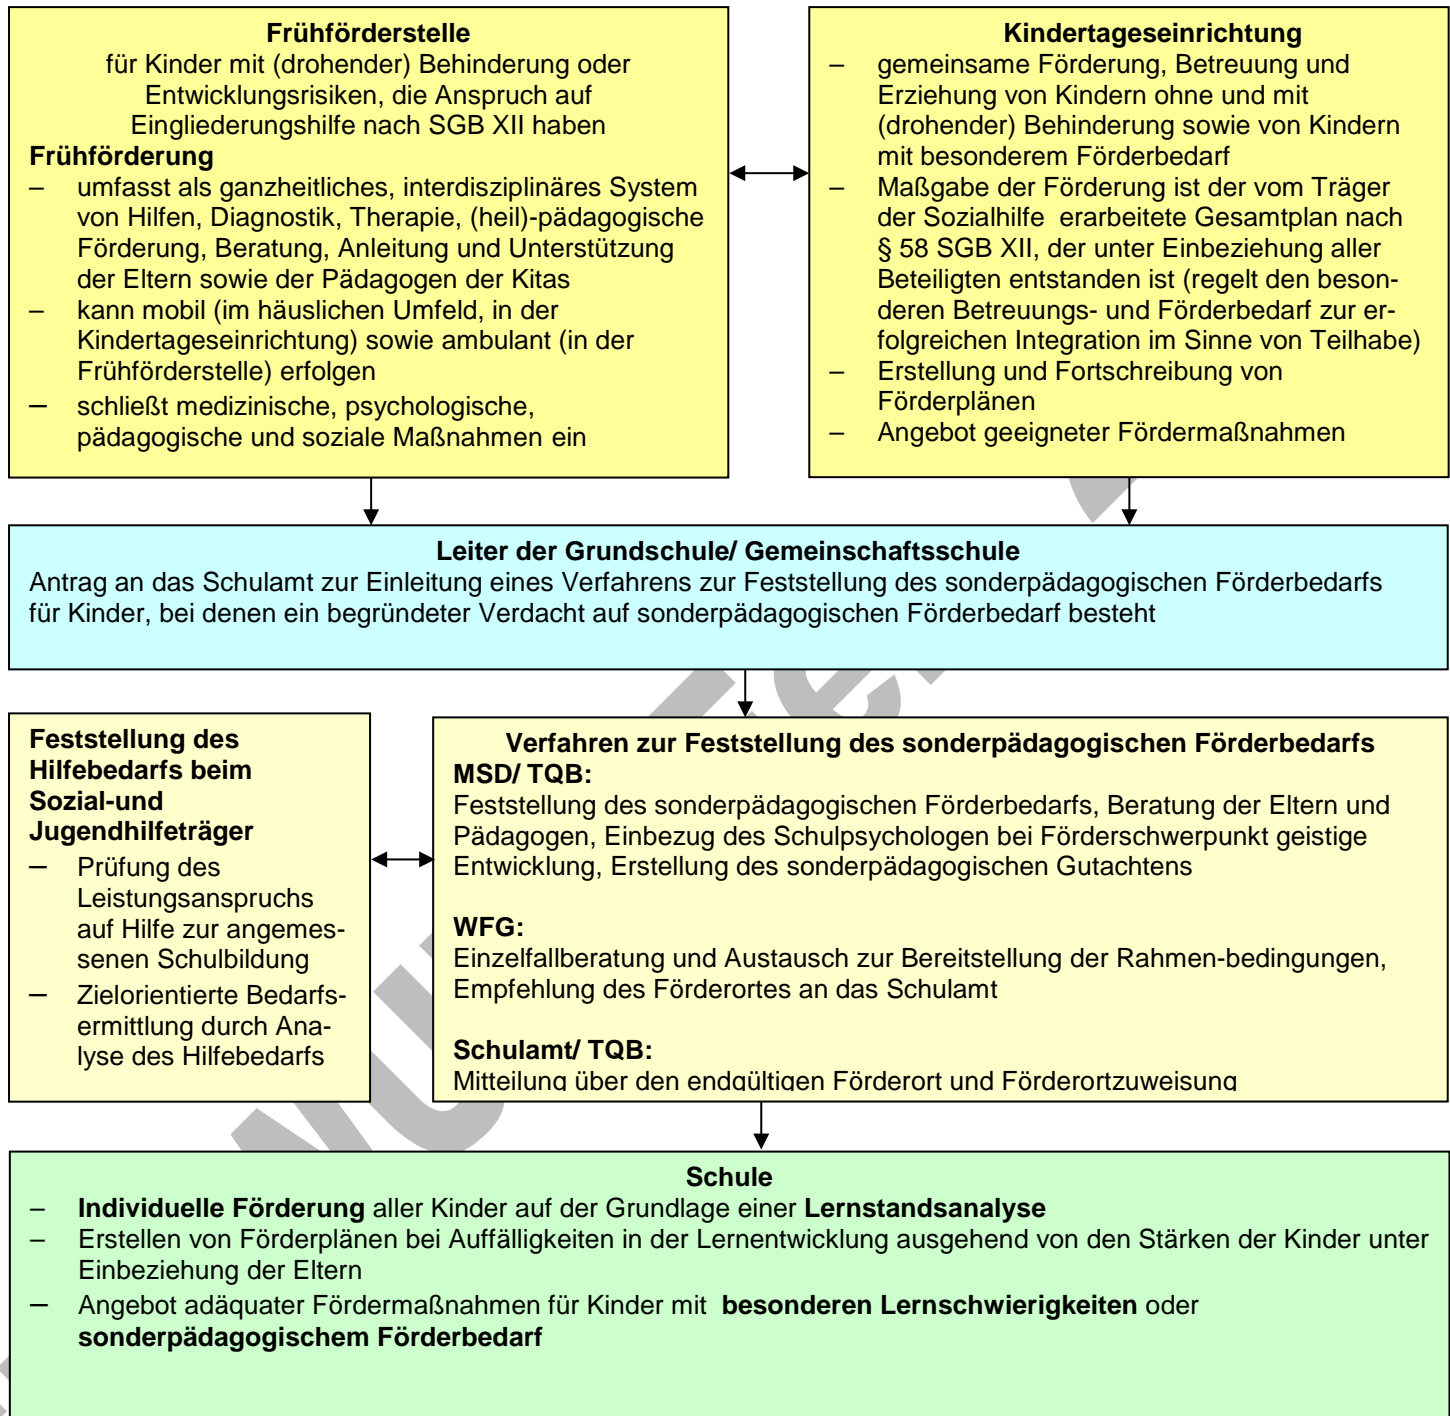 Frühförderstelle
für Kinder mit (drohender) Behinderung oder
Entwicklungsrisiken, die Anspruch auf
Eingliederungshilfe nach SGB XII haben
Frühförderung
– umfasst als ganzheitliches, interdisziplinäres System
von Hilfen, Diagnostik, Therapie, (heil)-pädagogische
Förderung, Beratung, Anleitung und Unterstützung
der Eltern sowie der Pädagogen der Kitas
– kann mobil (im häuslichen Umfeld, in der
Kindertageseinrichtung) sowie ambulant (in der
Frühförderstelle) erfolgen
– schließt medizinische, psychologische,
pädagogische und soziale Maßnahmen ein
Kindertageseinrichtung
– gemeinsame Förderung, Betreuung und
Erziehung von Kindern ohne und mit
(drohender) Behinderung sowie von Kindern
mit besonderem Förderbedarf
– Maßgabe der Förderung ist der vom Träger
der Sozialhilfe erarbeitete Gesamtplan nach
§ 58 SGB XII, der unter Einbeziehung aller
Beteiligten entstanden ist (regelt den beson-
deren Betreuungs- und Förderbedarf zur er-
folgreichen Integration im Sinne von Teilhabe)
– Erstellung und Fortschreibung von
Förderplänen
– Angebot geeigneter Fördermaßnahmen
Leiter der Grundschule/ Gemeinschaftsschule
Antrag an das Schulamt zur Einleitung eines Verfahrens zur Feststellung des sonderpädagogischen Förderbedarfs
für Kinder, bei denen ein begründeter Verdacht auf sonderpädagogischen Förderbedarf besteht
Feststellung des
Hilfebedarfs beim
Sozial-und
Jugendhilfeträger
– Prüfung des
Leistungsanspruchs
auf Hilfe zur angemes-
senen Schulbildung
– Zielorientierte Bedarfs-
ermittlung durch Ana-
lyse des Hilfebedarfs
Verfahren zur Feststellung des sonderpädagogischen Förderbedarfs
MSD/ TQB:
Feststellung des sonderpädagogischen Förderbedarfs, Beratung der Eltern und
Pädagogen, Einbezug des Schulpsychologen bei Förderschwerpunkt geistige
Entwicklung, Erstellung des sonderpädagogischen Gutachtens
WFG:
Einzelfallberatung und Austausch zur Bereitstellung der Rahmen-bedingungen,
Empfehlung des Förderortes an das Schulamt
Schulamt/ TQB:
Mitteilung über den endgültigen Förderort und Förderortzuweisung
Schule
– Individuelle Förderung aller Kinder auf der Grundlage einer Lernstandsanalyse
– Erstellen von Förderplänen bei Auffälligkeiten in der Lernentwicklung ausgehend von den Stärken der Kinder unter
Einbeziehung der Eltern
– Angebot adäquater Fördermaßnahmen für Kinder mit besonderen Lernschwierigkeiten oder
sonderpädagogischem Förderbedarf